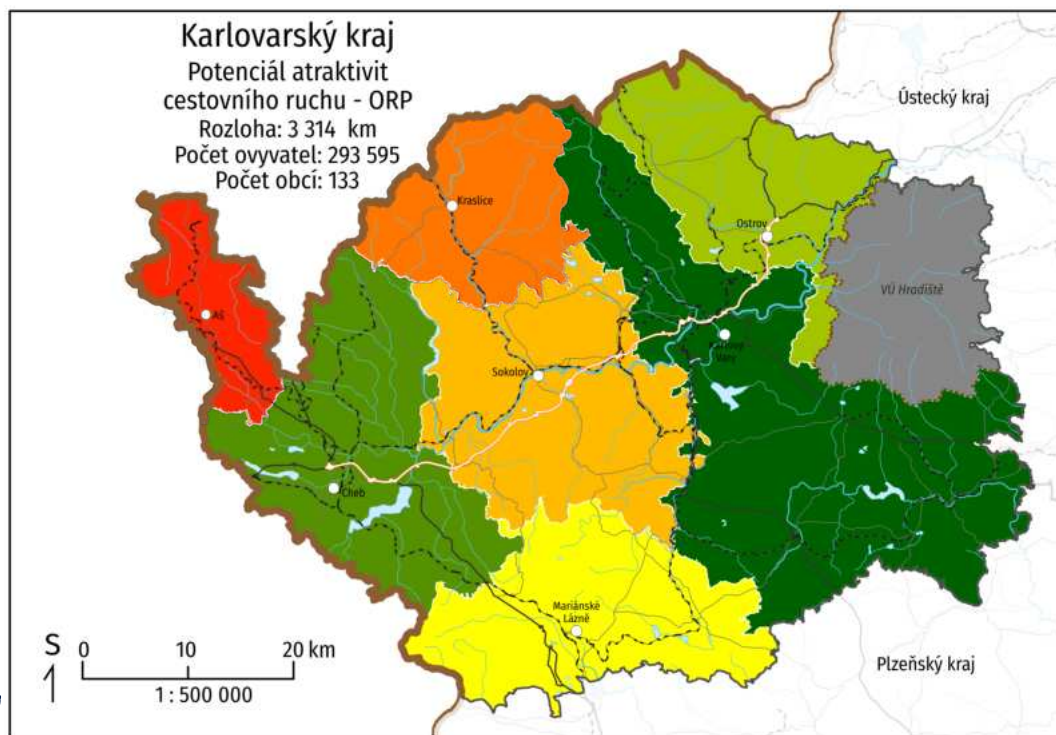 Karlovarský kraj
Potenciál atraktivit
cestovního ruchu - ORP
Rozloha: 3 314 km
Počet ovyvatel: 293 595
Počet obcí: 133
Ústecký kraj
Kraslice
Ostrov
VÚ Hradiště
Aš
Karlovy
Vary
Sokolov
Cheb
Mariánské
Lázně
Plzeňský kraj
S
0 10 20 km
1 : 500 000